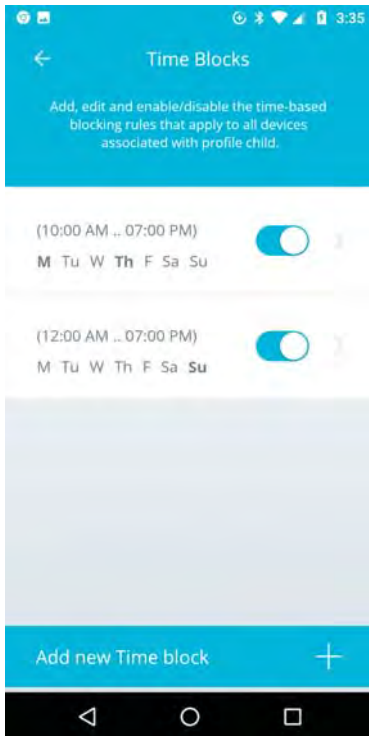 3:35
Time Blocks
Add, edit and enable/disable the time-based
blocking rules that apply to all devices
associated with profile child.
(10:00 AM .. 07:00 PM)
M Tu W Th F Sa Su
(12:00 AM .. 07:00 PM)
M Tu W Th F Sa Su
Add new Time block